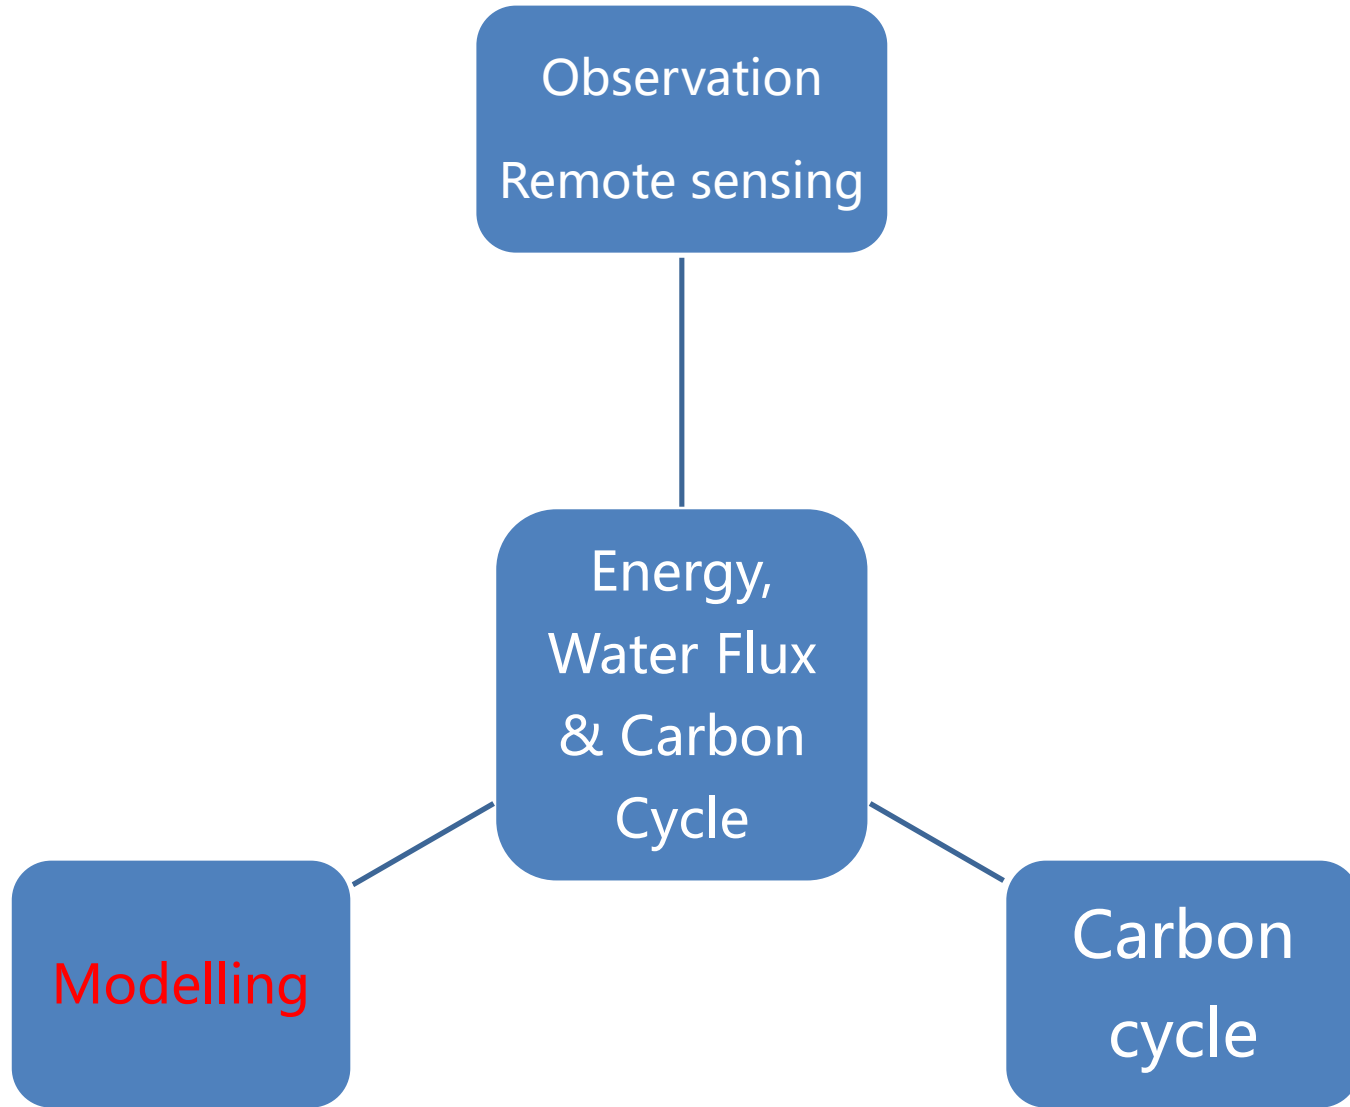 Observation
Remote sensing
Energy,
Water Flux
& Carbon
Cycle
Modelling
Carbon
cycle